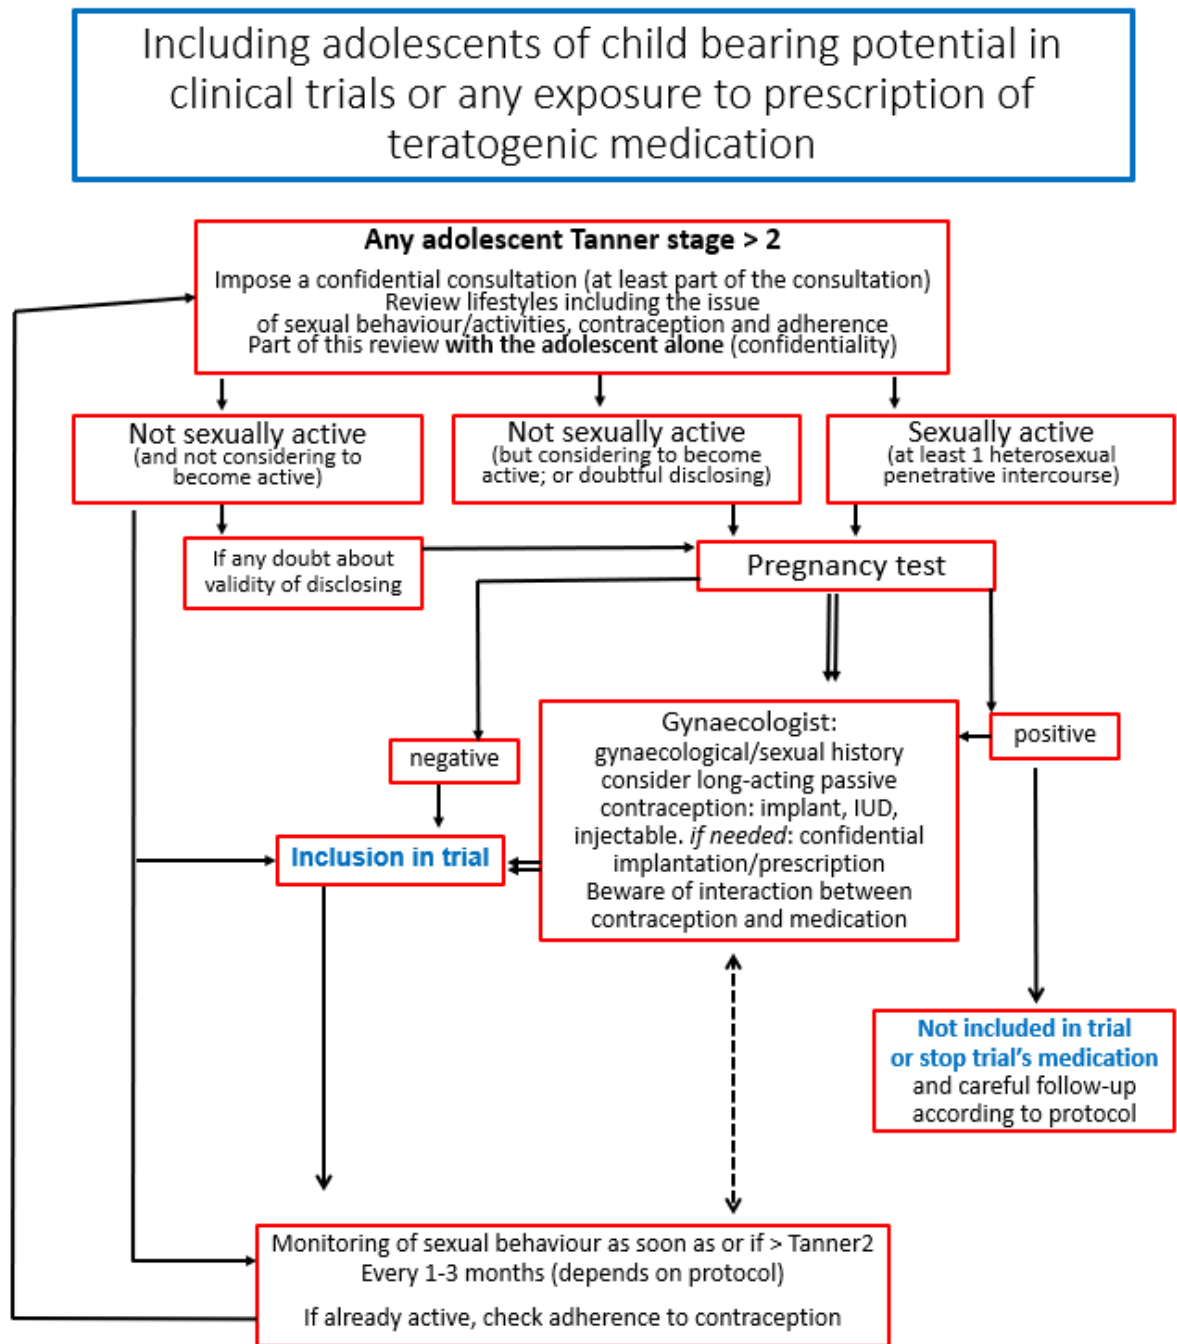 Including adolescents of child bearing potential in
clinical trials or any exposure to prescription of
teratogenic medication
Any adolescent Tanner stage > 2
Impose a confidential consultation (at least part of the consultation)
Review lifestyles including the issue
of sexual behaviour/activities, contraception and adherence
Part of this review with the adolescent alone (confidentiality)
Not sexually active
(and not considering to
become active)
Not sexually active
(but considering to become
active; or doubtful disclosing)
Sexually active
(at least 1 heterosexual
penetrative intercourse)
If any doubt about
validity of disclosing
Pregnancy test
negative
Gynaecologist:
gynaecological/sexual history
consider long-acting passive
contraception: implant, IUD,
injectable. if needed: confidential
implantation/prescription
Beware of interaction between
contraception and medication
positive
Inclusion in trial
Not included in trial
or stop trial's medication
and careful follow-up
according to protocol
Monitoring of sexual behaviour as soon as or if > Tanner2
Every 1-3 months (depends on protocol)
If already active, check adherence to contraception